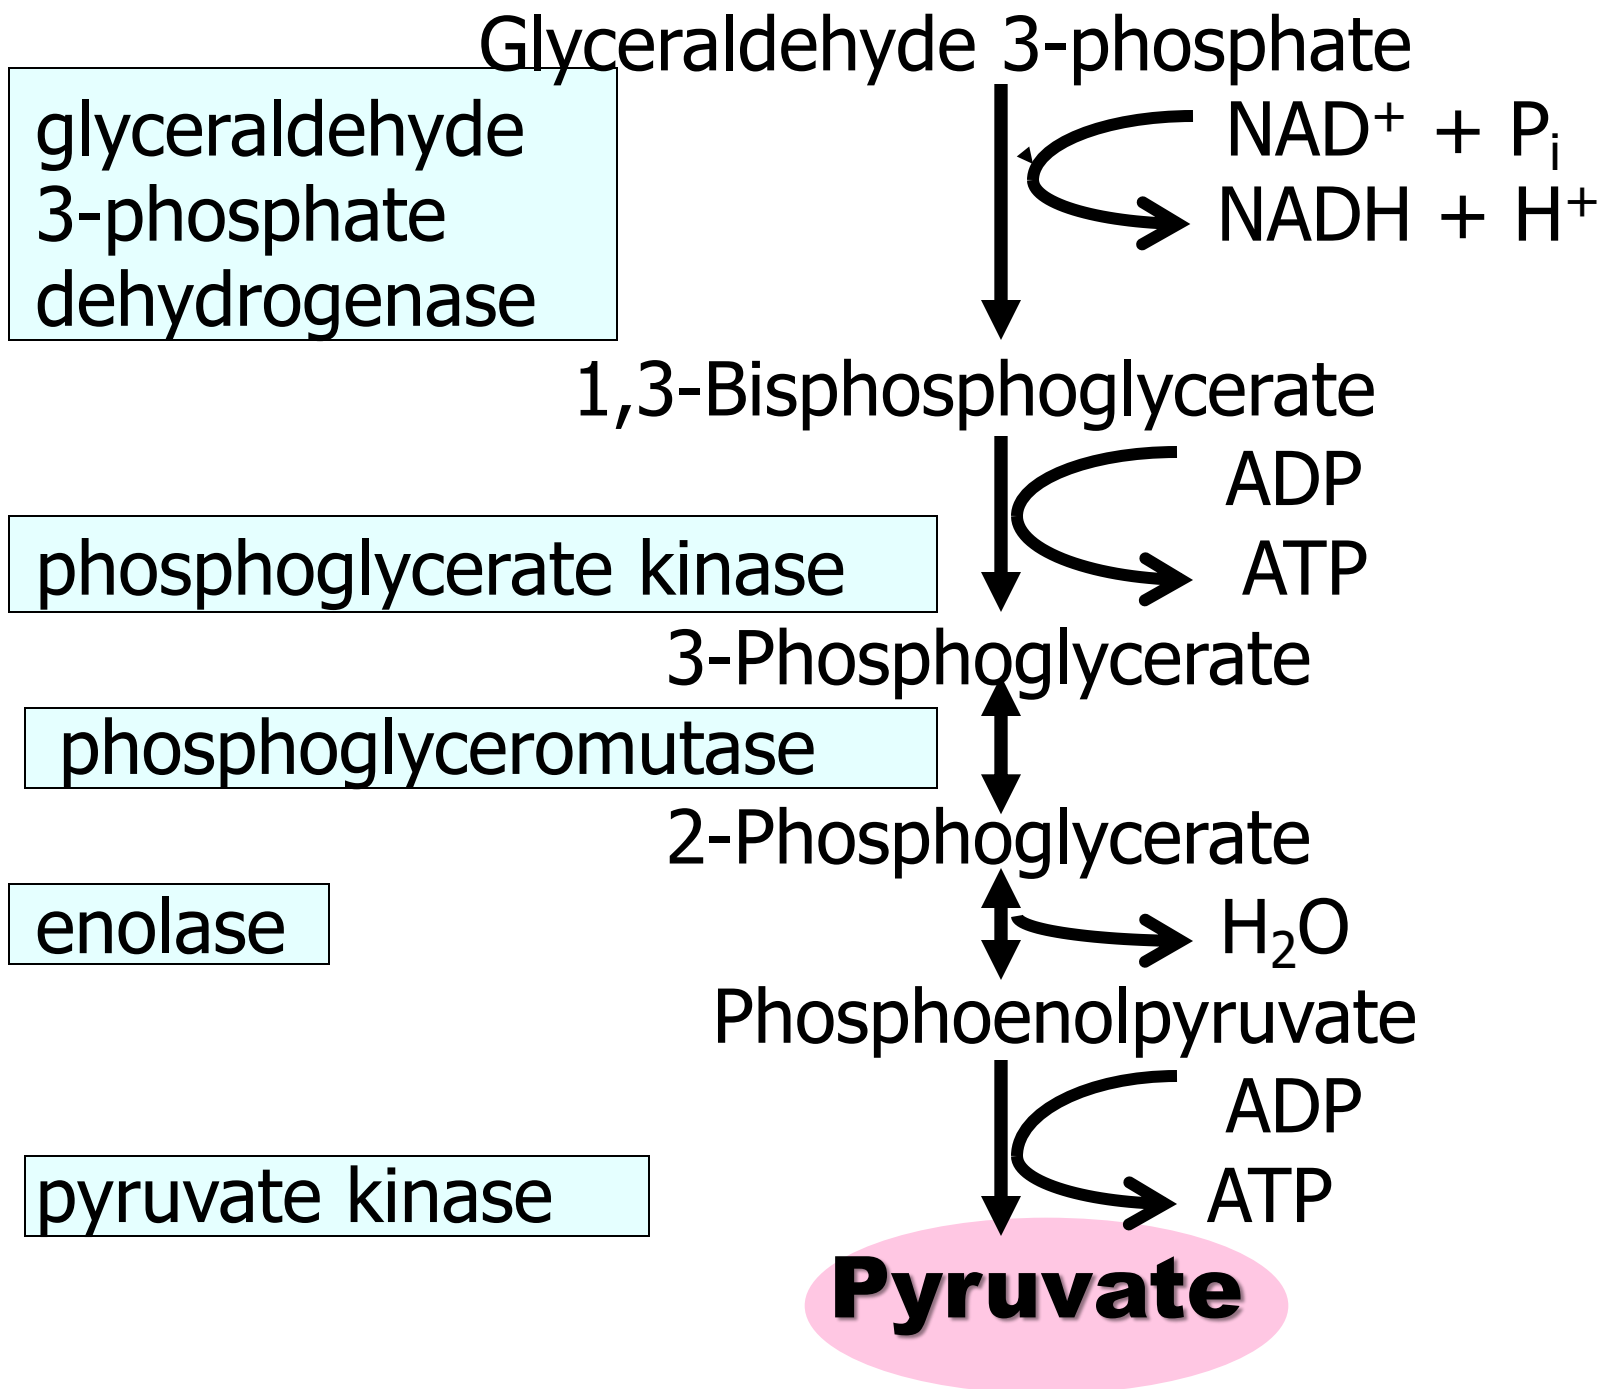 Glyceraldehyde 3-phosphate
glyceraldehyde
3-phosphate
dehydrogenase
NAD⁺ + Pᵢ
NADH + H⁺
1,3-Bisphosphoglycerate
ADP
phosphoglycerate kinase
ATP
3-Phosphoglycerate
phosphoglyceromutase
2-Phosphoglycerate
enolase
H₂O
Phosphoenolpyruvate
ADP
pyruvate kinase
ATP
Pyruvate